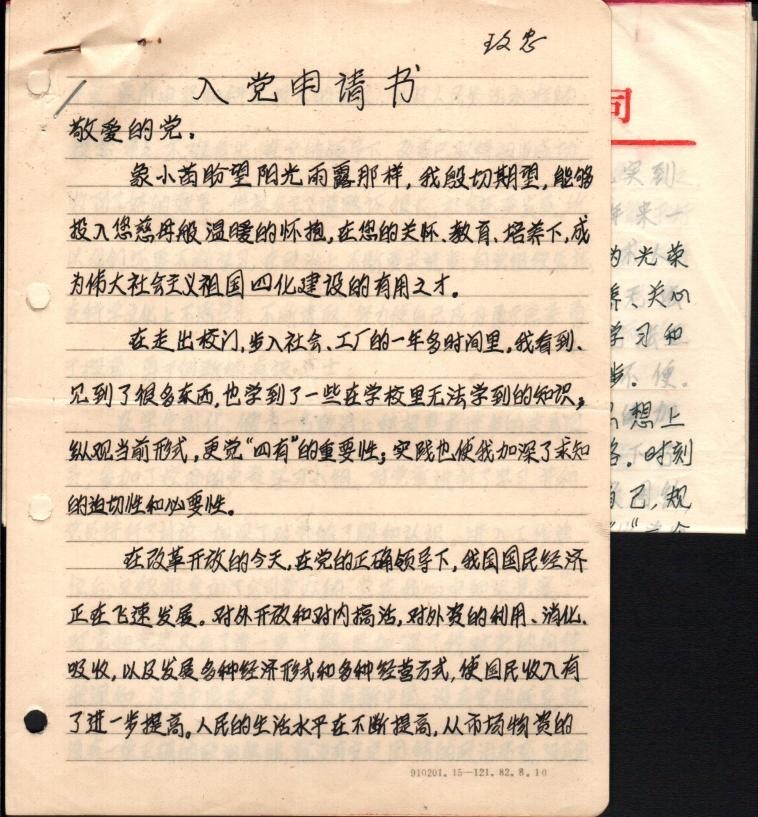 入党申请书
敬爱的党:
象小苗盼望阳光雨露那样,我殷切期望,能够
投入您慈母般温暖的怀抱,在您的关怀、教育、培养下,成
为伟大社会主义祖国四化建设的有用之才。
在走出校门,步入社会、工厂的一年多时间里,我看到、
见到了很多东西,也学到了一些在学校里无法学到的知识;
纵观当前形式,更觉“四有”的重要性;实践也使我加深了求知
的迫切性和必要性。
在改革开放的今天,在党的正确领导下,我国国民经济
正在飞速发展。对外开放和对内搞活,对外资的利用、消化、
吸收,以及发展多种经济形式和多种经营方式,使国民收入有
了进一步提高。人民的生活水平在不断提高,从市场物资的
910201.15—121.82.8.10
司
实到
年来一
为光荣
养、关心
学习和
步.
不便.
思想上
时刻
自己,规